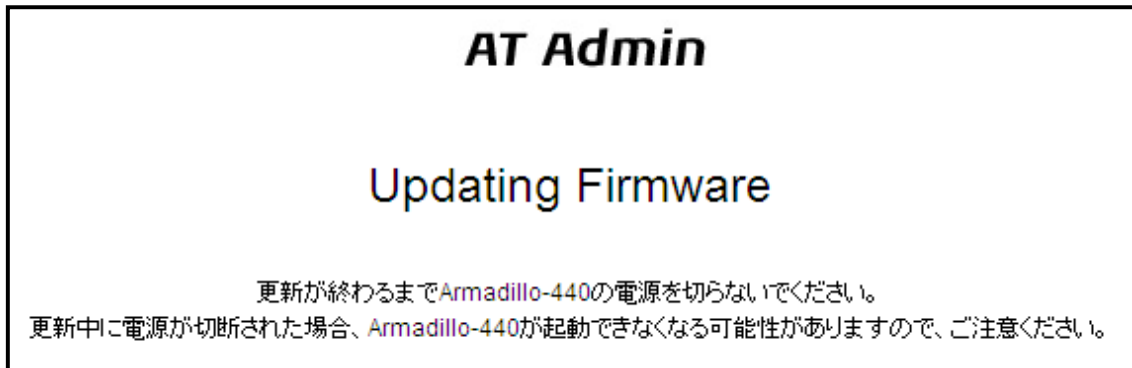 AT Admin
Updating Firmware
更新が終わるまでArmadillo-440の電源を切らないでください。
更新中に電源が切断された場合、Armadillo-440が起動できなくなる可能性がありますので、ご注意ください。